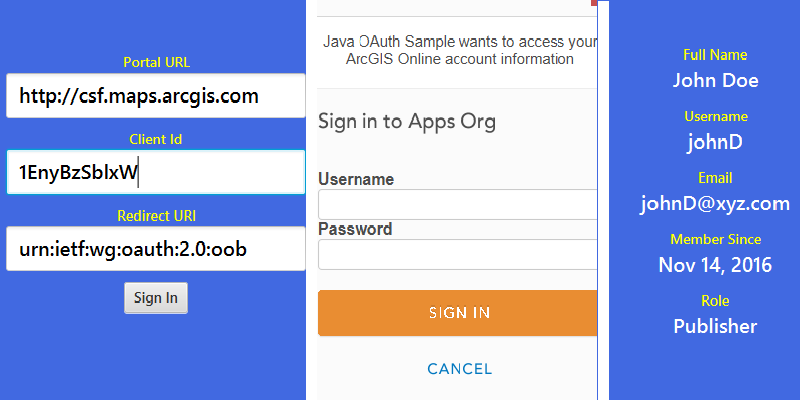 Portal URL
http://csf.maps.arcgis.com
Client Id
1EnyBzSblxW
Redirect URI
urn:ietf:wg:oauth:2.0:oob
Sign In
Java OAuth Sample wants to access your
ArcGIS Online account information
Sign in to Apps Org
Username
Password
SIGN IN
CANCEL
Full Name
John Doe
Username
johnD
Email
johnD@xyz.com
Member Since
Nov 14, 2016
Role
Publisher